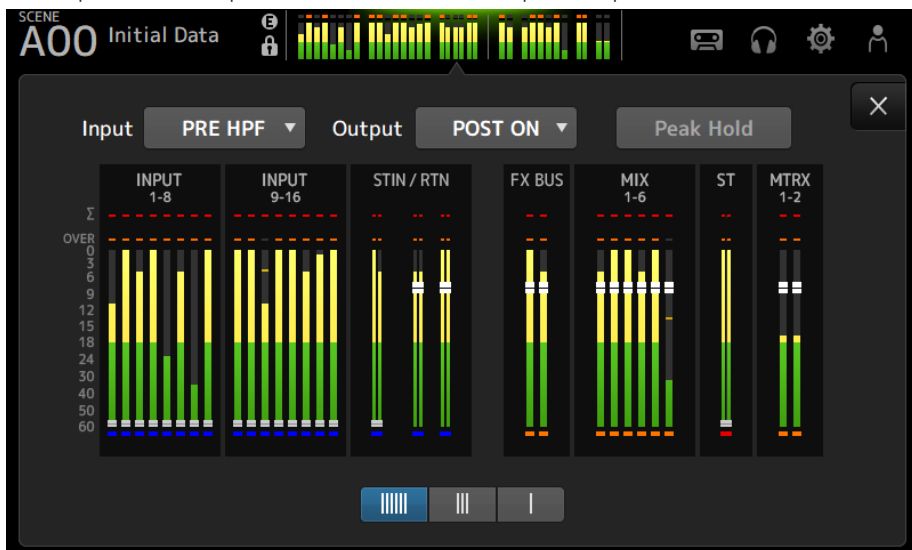 SCENE
A00 Initial Data
E
Input PRE HPF Output POST ON Peak Hold
INPUT INPUT STIN / RTN FX BUS MIX ST MTRX
1-8 9-16 1-6 1-2
Σ
OVER
0
3
6
9
12
15
18
24
30
40
50
60